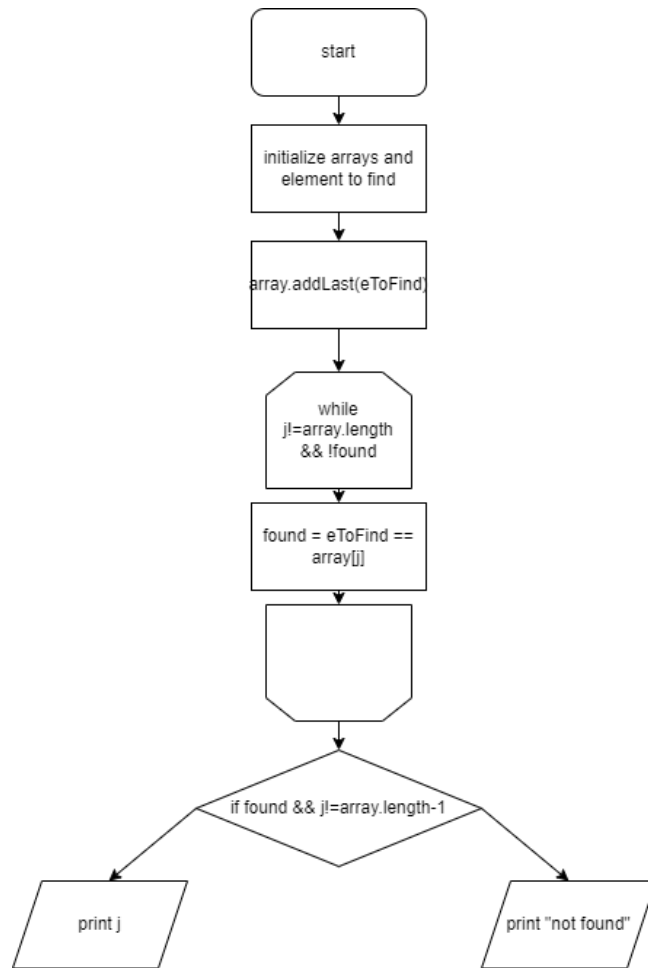 start
initialize arrays and
element to find
array.addLast(eToFind)
while
j!=array.length
&& !found
found = eToFind ==
array[j]
if found && j!=array.length-1
print j
print "not found"